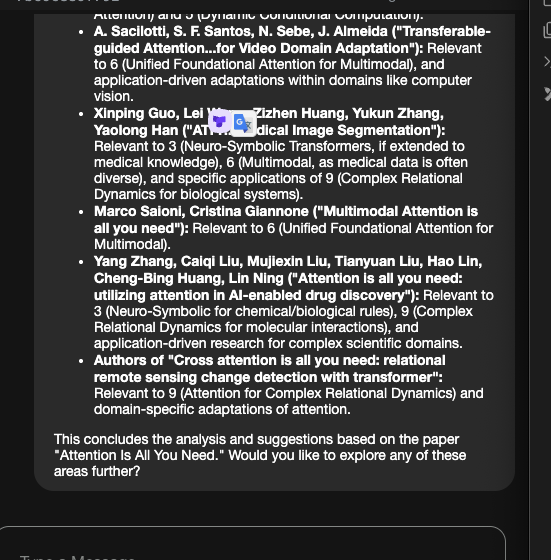 Attention) and 5 (Dynamic Conditional Computation).
• A. Sacilotti, S. F. Santos, N. Sebe, J. Almeida ("Transferable-
guided Attention...for Video Domain Adaptation"): Relevant
to 6 (Unified Foundational Attention for Multimodal), and
application-driven adaptations within domains like computer
vision.
• Xinping Guo, Lei Zizhen Huang, Yukun Zhang,
Yaolong Han ("AT Medical Image Segmentation"):
Relevant to 3 (Neuro-Symbolic Transformers, if extended to
medical knowledge), 6 (Multimodal, as medical data is often
diverse), and specific applications of 9 (Complex Relational
Dynamics for biological systems).
• Marco Saioni, Cristina Giannone ("Multimodal Attention is
all you need"): Relevant to 6 (Unified Foundational Attention for
Multimodal).
• Yang Zhang, Caiqi Liu, Mujiexin Liu, Tianyuan Liu, Hao Lin,
Cheng-Bing Huang, Lin Ning ("Attention is all you need:
utilizing attention in AI-enabled drug discovery"): Relevant to
3 (Neuro-Symbolic for chemical/biological rules), 9 (Complex
Relational Dynamics for molecular interactions), and
application-driven research for complex scientific domains.
• Authors of "Cross attention is all you need: relational
remote sensing change detection with transformer":
Relevant to 9 (Attention for Complex Relational Dynamics) and
domain-specific adaptations of attention.
This concludes the analysis and suggestions based on the paper
"Attention Is All You Need." Would you like to explore any of these
areas further?
Type a Message